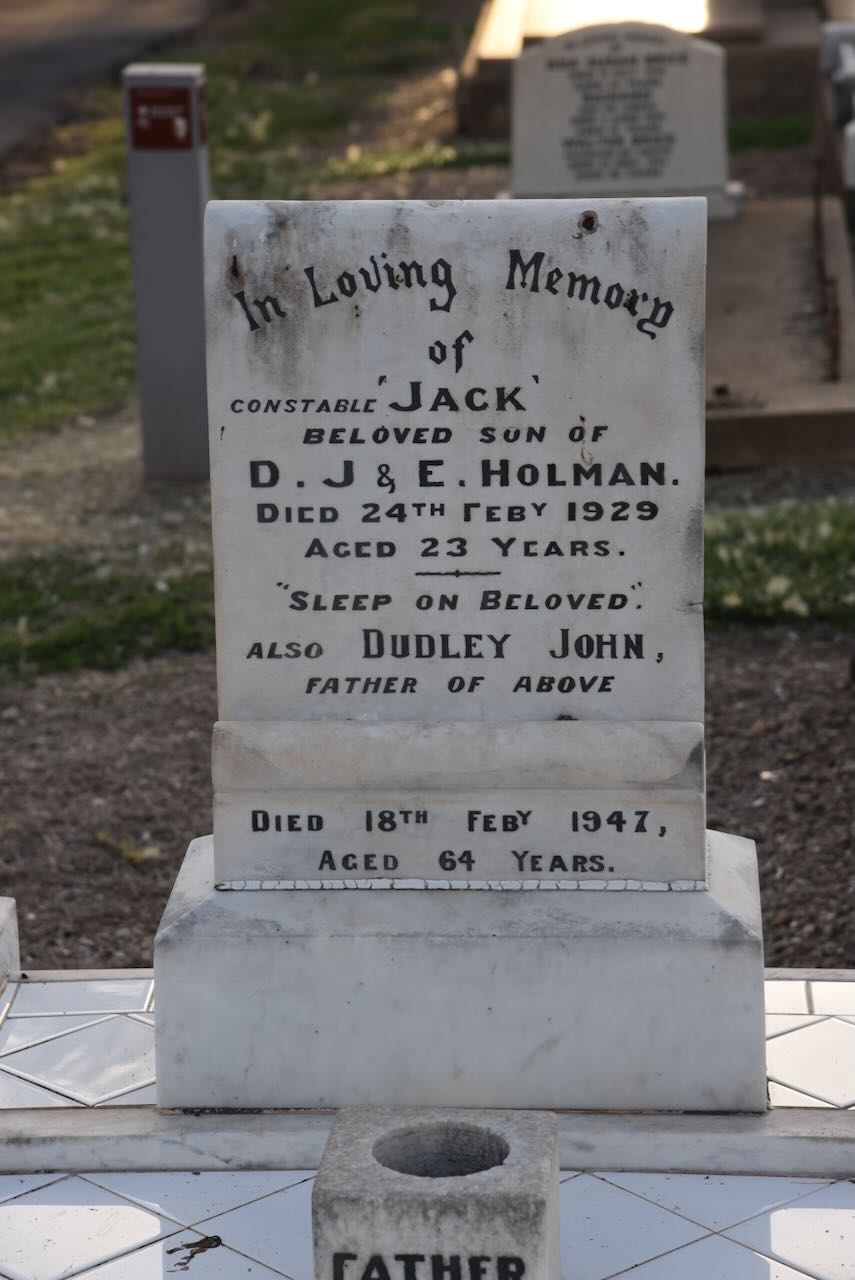 In Loving Memory
of
CONSTABLE 'JACK'
BELOVED SON OF
D. J & E. HOLMAN.
DIED 24TH FEBY 1929
AGED 23 YEARS.
"SLEEP ON BELOVED".
ALSO DUDLEY JOHN,
FATHER OF ABOVE
DIED 18TH FEBY 1947,
AGED 64 YEARS.
FATHER